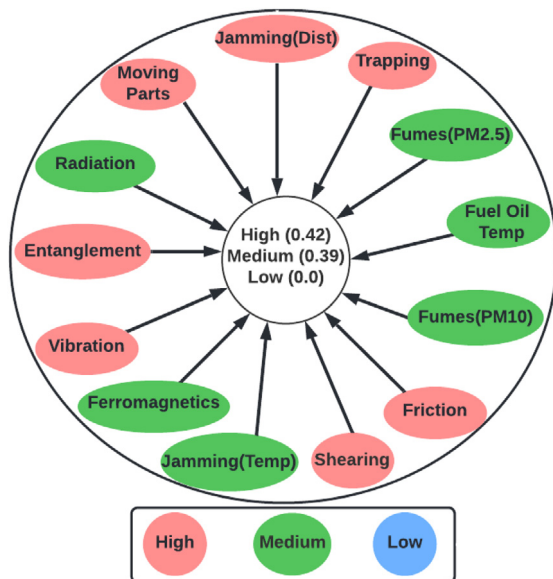 Jamming(Dist)
Trapping
Moving
Parts
Fumes(PM2.5)
Radiation
Fuel Oil
Temp
High (0.42)
Medium (0.39)
Low (0.0)
Entanglement
Fumes(PM10)
Vibration
Ferromagnetics
Friction
Jamming(Temp)
Shearing
High
Medium
Low